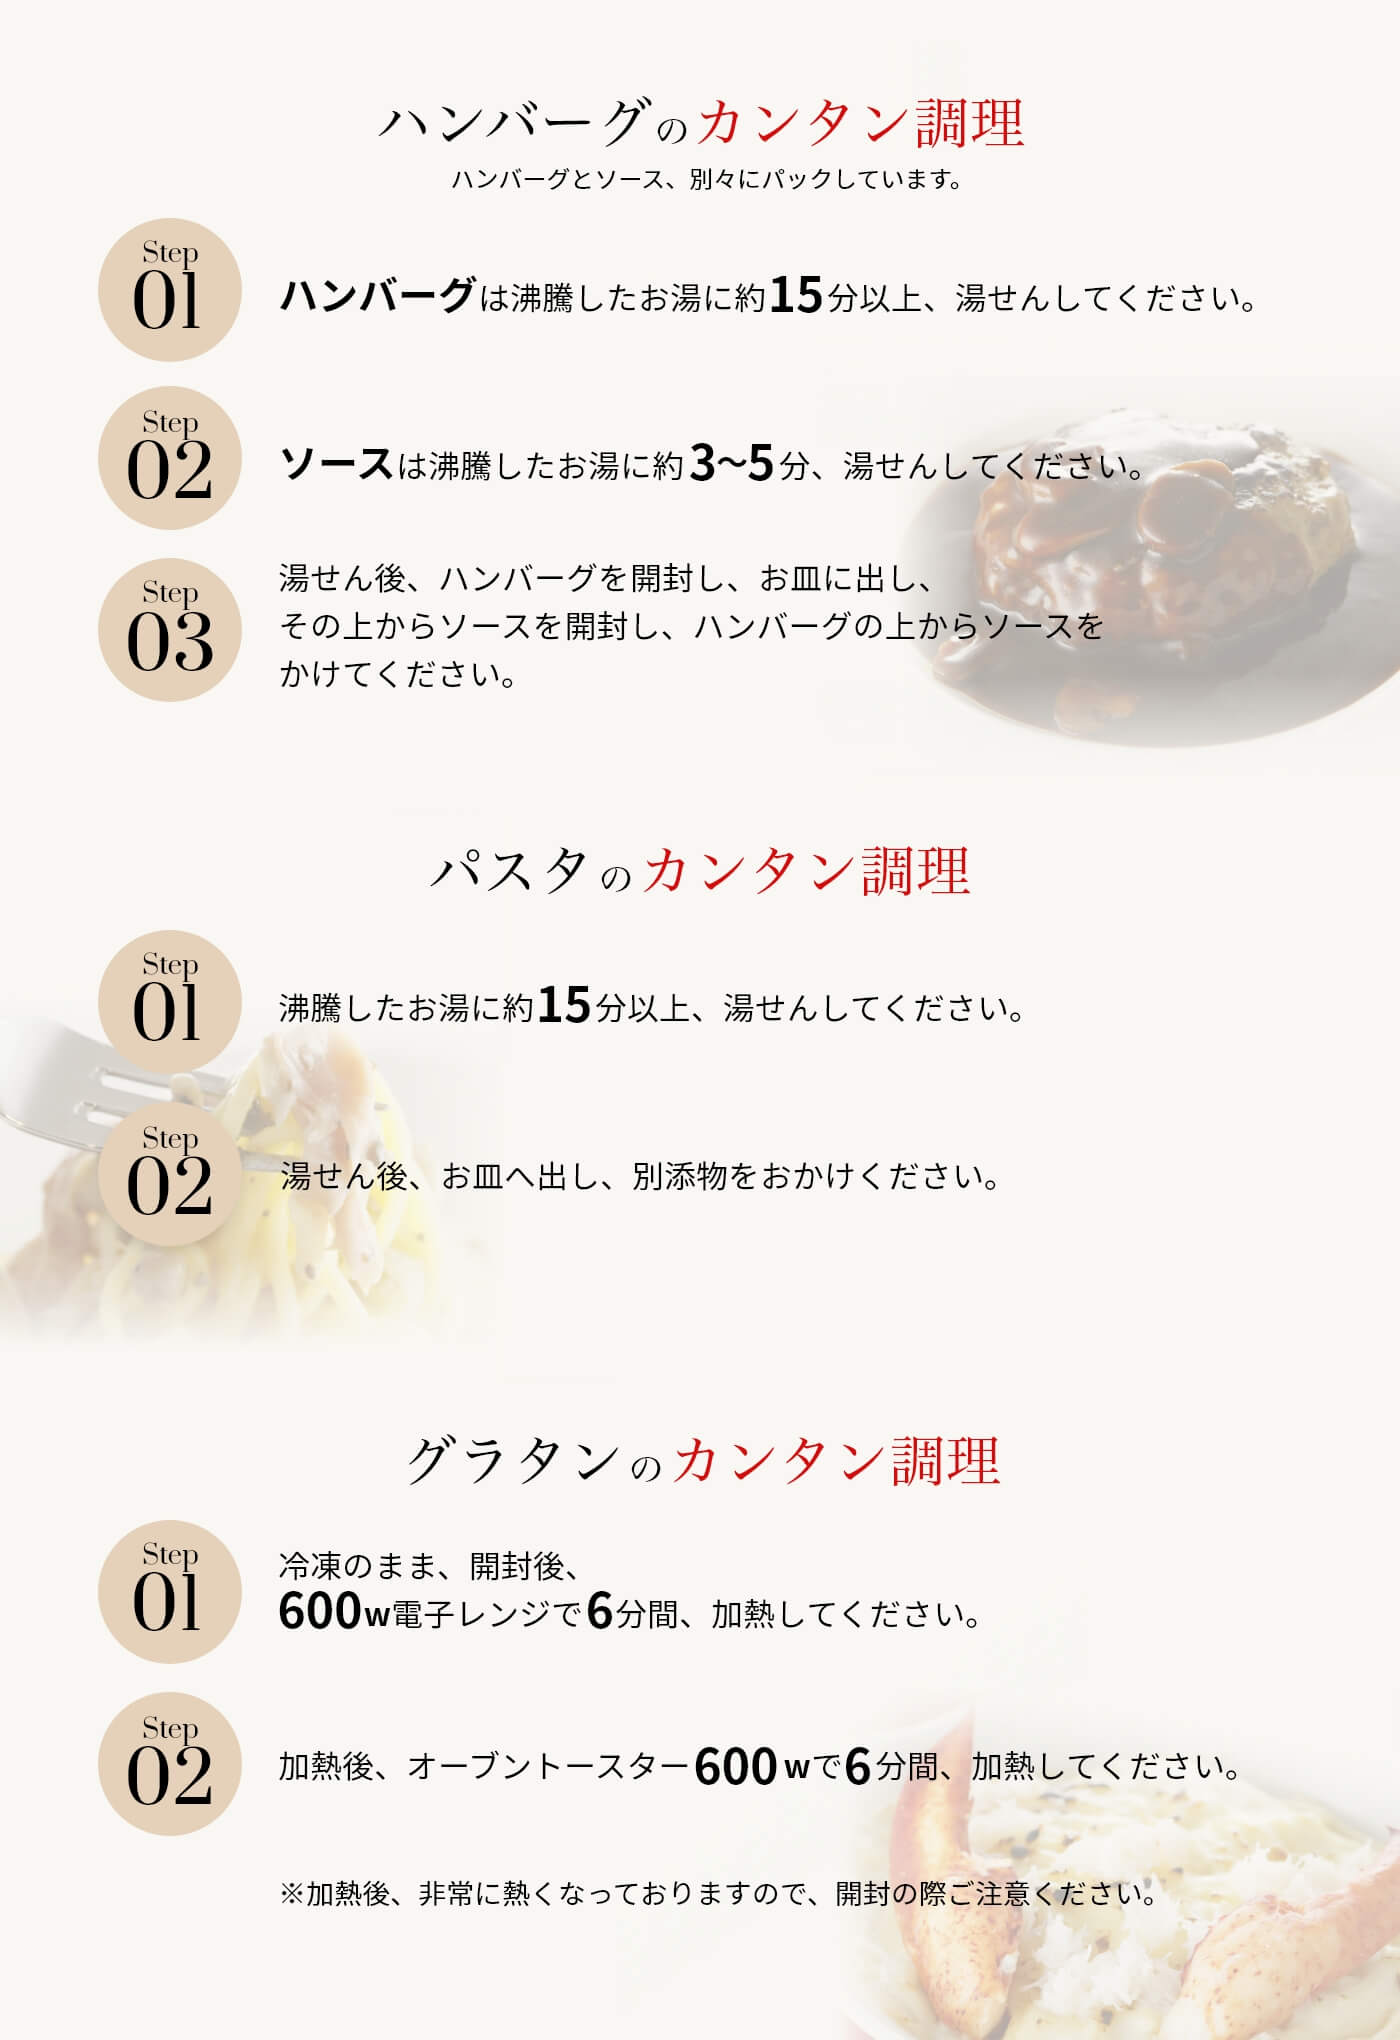 ハンバーグのカンタン調理
ハンバーグとソース、別々にパックしています。
Step
01
ハンバーグは沸騰したお湯に約15分以上、湯せんしてください。
Step
02
ソースは沸騰したお湯に約3〜5分、湯せんしてください。
Step
03
湯せん後、ハンバーグを開封し、お皿に出し、
その上からソースを開封し、ハンバーグの上からソースを
かけてください。
パスタのカンタン調理
Step
01
沸騰したお湯に約15分以上、湯せんしてください。
Step
02
湯せん後、お皿へ出し、別添物をおかけください。
グラタンのカンタン調理
Step
01
冷凍のまま、開封後、
600w電子レンジで6分間、加熱してください。
Step
02
加熱後、オーブントースター600wで6分間、加熱してください。
※加熱後、非常に熱くなっておりますので、開封の際ご注意ください。